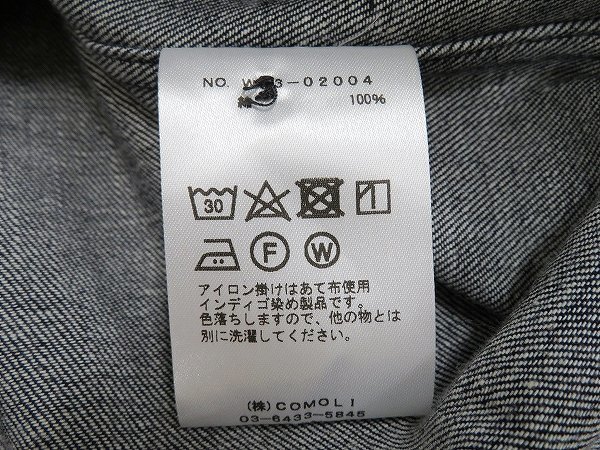 NO. W 3-02004
綿 100%
30
F W
アイロン掛けはあて布使用
インディゴ染め製品です。
色落ちしますので、他の物とは
別に洗濯してください。
(株) COMOLI
03-6433-5845